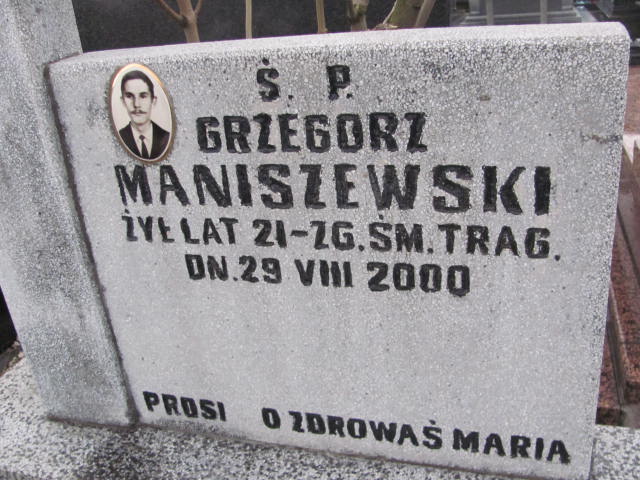 Ś. P.
GRZEGORZ
MANISZEWSKI
ŻYŁ LAT 21-ZG. ŚM. TRAG.
DN. 29 VIII 2000
PROSI O ZDROWAŚ MARIA